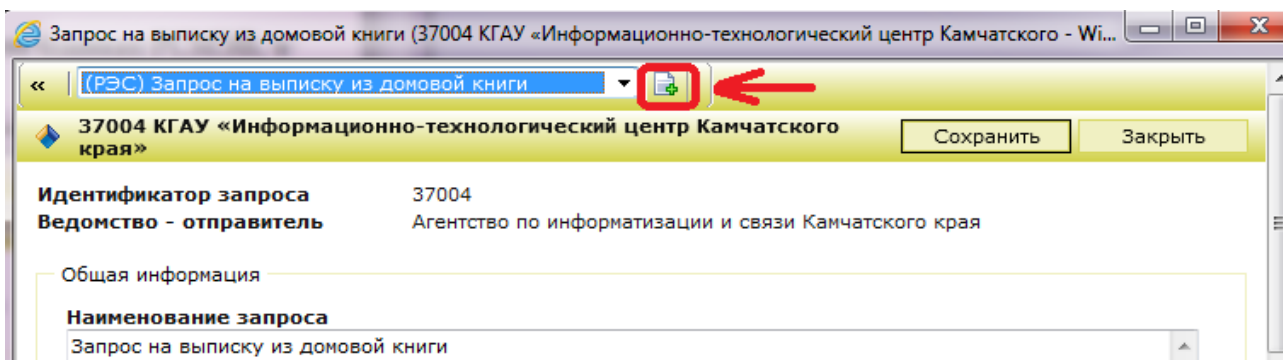 Запрос на выписку из домовой книги (37004 КГАУ «Информационно-технологический центр Камчатского - Wi...
« (РЭС) Запрос на выписку из домовой книги
37004 КГАУ «Информационно-технологический центр Камчатского
края»
Сохранить Закрыть
Идентификатор запроса 37004
Ведомство - отправитель Агентство по информатизации и связи Камчатского края
Общая информация
Наименование запроса
Запрос на выписку из домовой книги